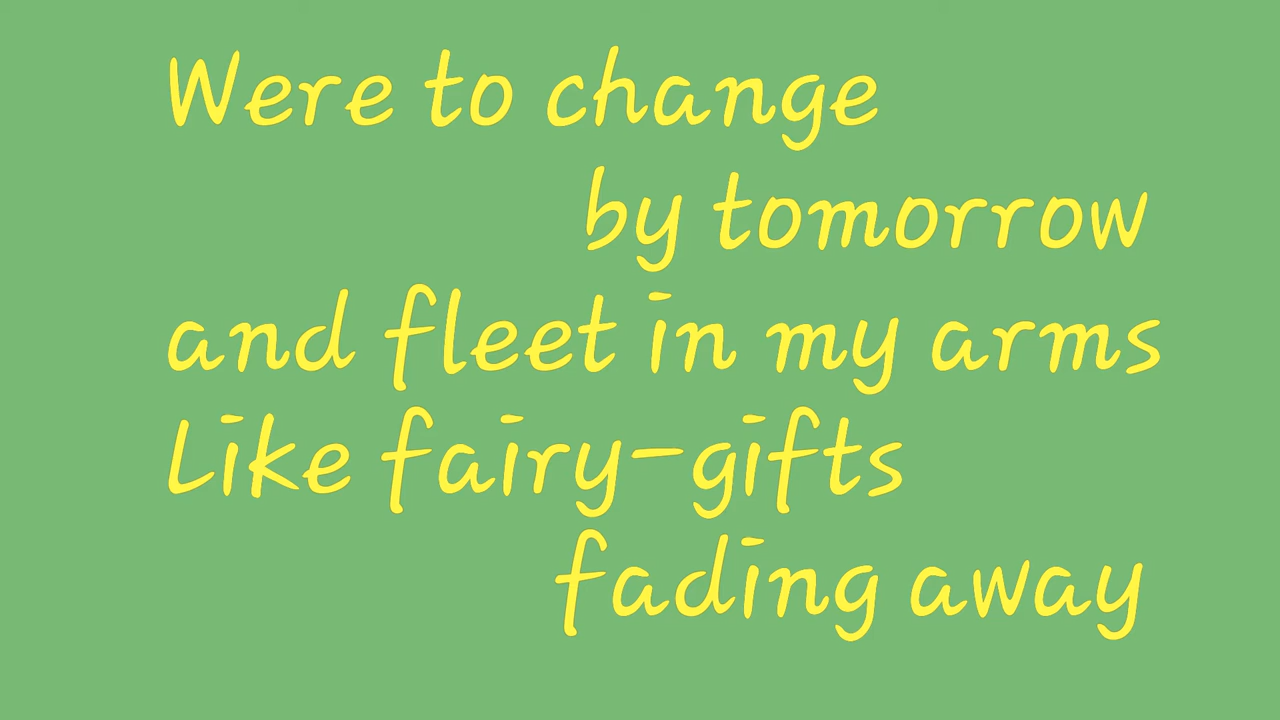 Were to change
by tomorrow
and fleet in my arms
Like fairy-gifts
fading away